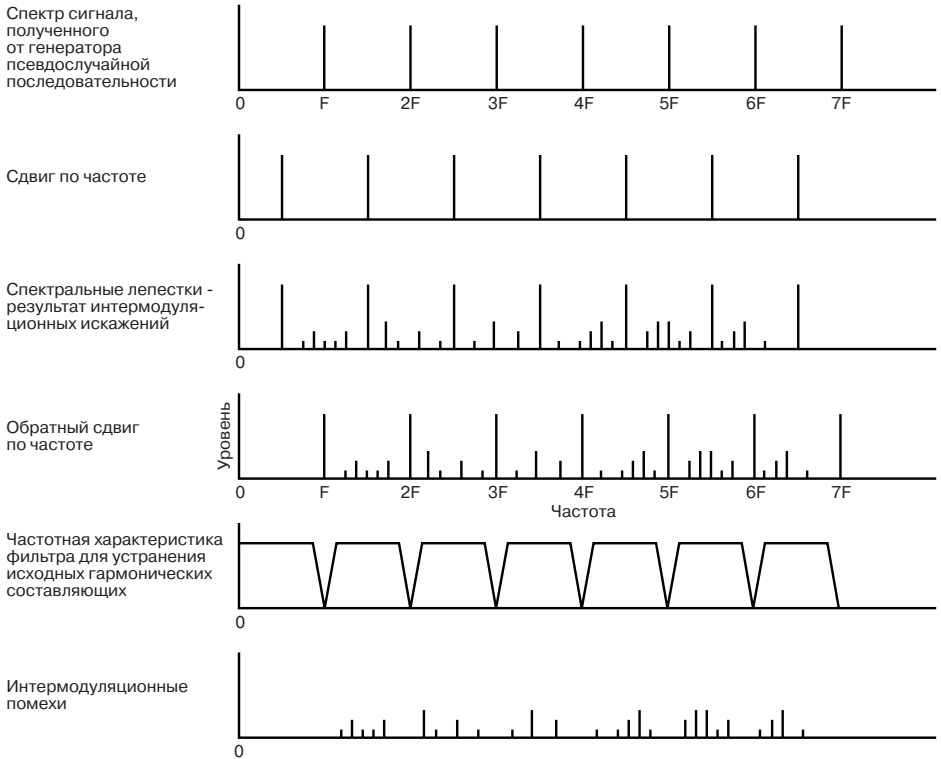 Спектр сигнала,
полученного
от генератора
псевдослучайной
последовательности
0 F 2F 3F 4F 5F 6F 7F
Сдвиг по частоте
0
Спектральные лепестки -
результат интермодуля-
ционных искажений
0
Обратный сдвиг
по частоте
Уровень
0 F 2F 3F 4F 5F 6F 7F
Частота
Частотная характеристика
фильтра для устранения
исходных гармонических
составляющих
0
Интермодуляционные
помехи
0